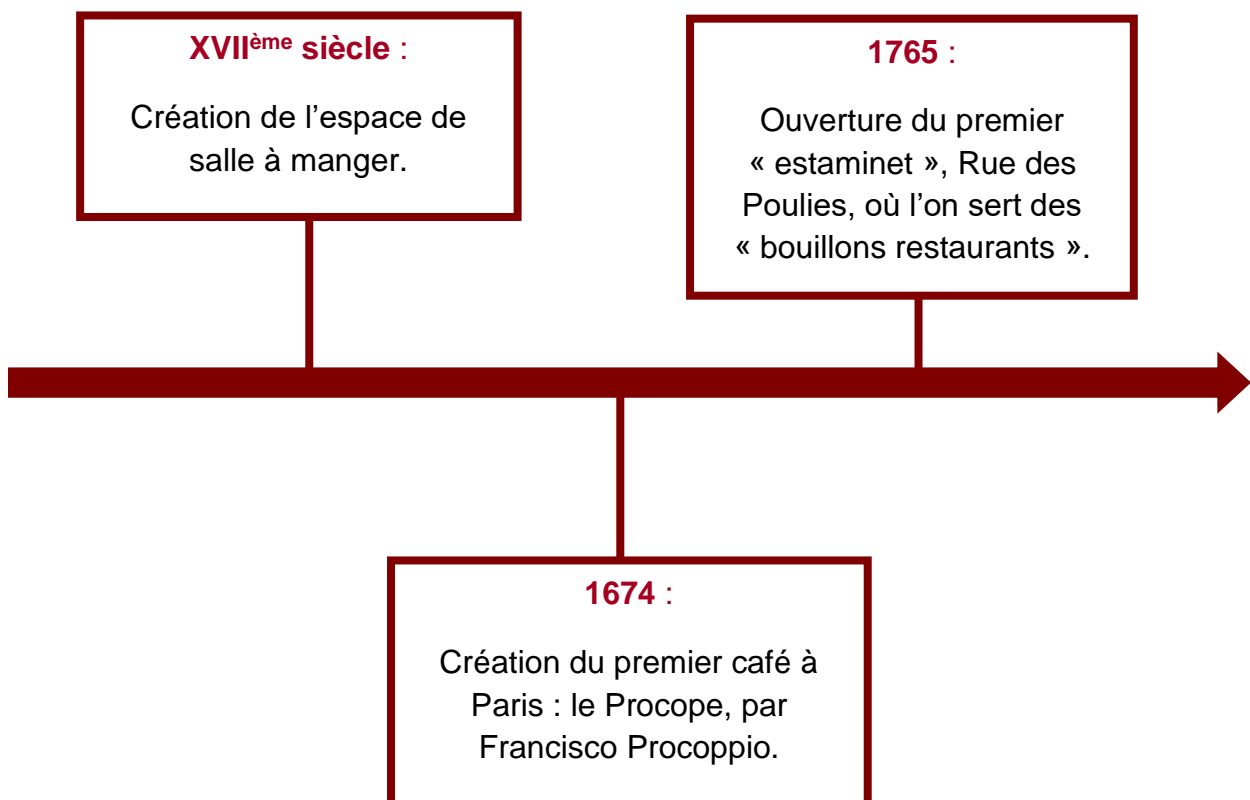 XVIIème siècle :
Création de l’espace de
salle à manger.
1765 :
Ouverture du premier
« estaminet », Rue des
Poulies, où l’on sert des
« bouillons restaurants ».
1674 :
Création du premier café à
Paris : le Procope, par
Francisco Procoppio.